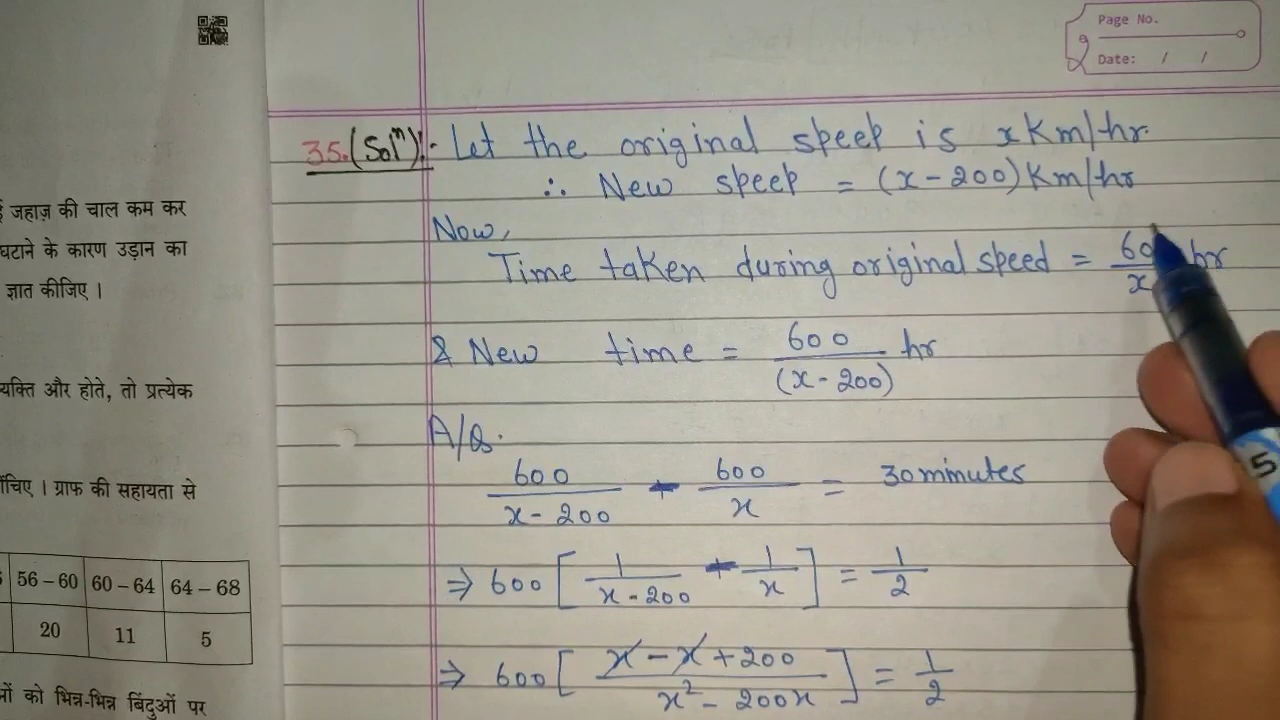 Page No.
Date: / /
35.(Solⁿ):- Let the original speep is x Km/hr.
∴ New speep = (x-200) Km/hr
Now,
Time taken during original speed = 60 / x hr
& New time = 600 / (x-200) hr
A/Q.
600 / x-200 - 600 / x = 30 minutes
⇒ 600 [ 1 / x-200 - 1 / x ] = 1 / 2
⇒ 600 [ x - x + 200 / x² - 200x ] = 1 / 2
जहाज़ की चाल कम कर
घटाने के कारण उड़ान का
ज्ञात कीजिए ।
और होते, तो प्रत्येक
। ग्राफ की सहायता से
56 – 60 60 – 64 64 – 68
20 11 5
को भिन्न-भिन्न बिंदुओं पर